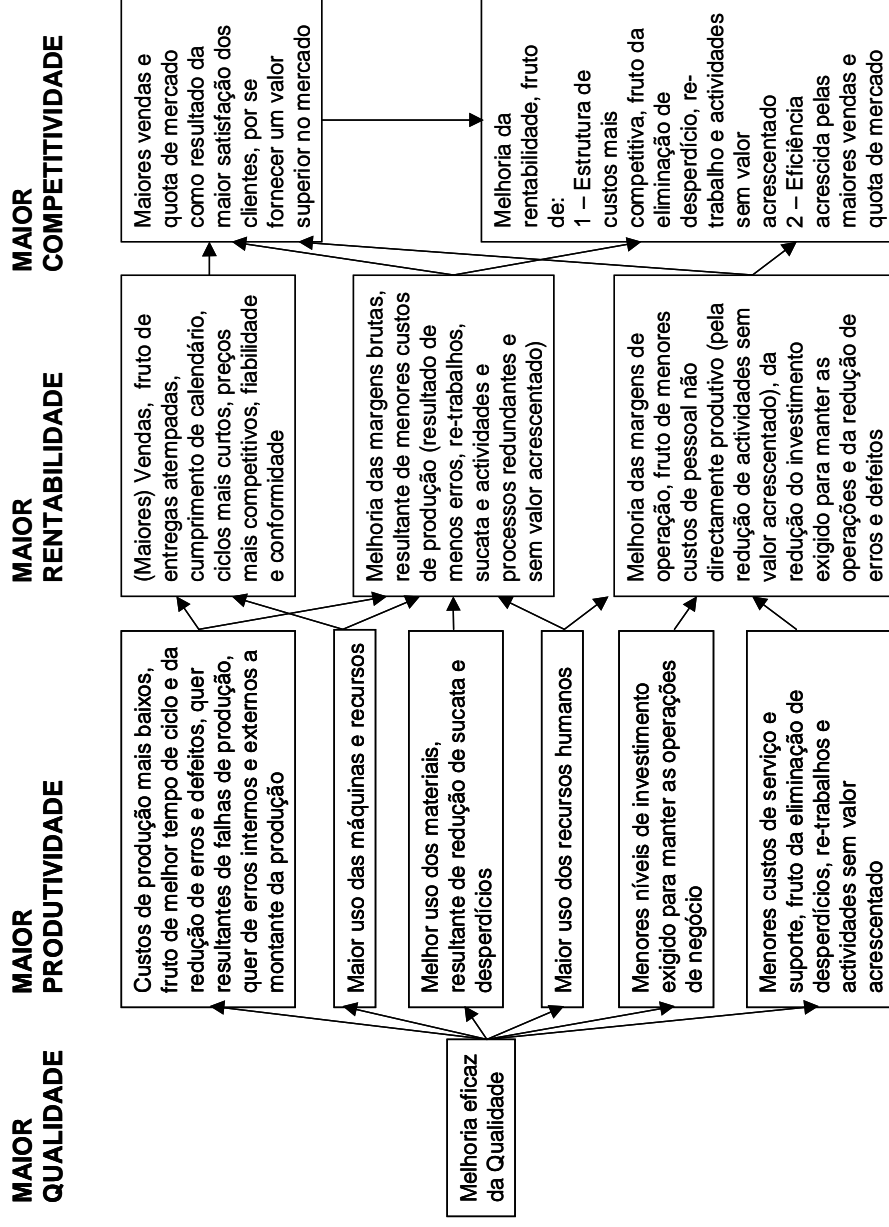 MAIOR
QUALIDADE
MAIOR
PRODUTIVIDADE
MAIOR
RENTABILIDADE
MAIOR
COMPETITIVIDADE
Melhoria eficaz
da Qualidade
Custos de produção mais baixos,
fruto de melhor tempo de ciclo e da
redução de erros e defeitos, quer
resultantes de falhas de produção,
quer de erros internos e externos a
montante da produção
Maior uso das máquinas e recursos
Melhor uso dos materiais,
resultante de redução de sucata e
desperdícios
Maior uso dos recursos humanos
Menores níveis de investimento
exigido para manter as operações
de negócio
Menores custos de serviço e
suporte, fruto da eliminação de
desperdícios, re-trabalhos e
actividades sem valor
acrescentado
(Maiores) Vendas, fruto de
entregas atempadas,
cumprimento de calendário,
ciclos mais curtos, preços
mais competitivos, fiabilidade
e conformidade
Melhoria das margens brutas,
resultante de menores custos
de produção (resultado de
menos erros, re-trabalhos,
sucata e actividades e
processos redundantes e
sem valor acrescentado)
Melhoria das margens de
operação, fruto de menores
custos de pessoal não
directamente produtivo (pela
redução de actividades sem
valor acrescentado), da
redução do investimento
exigido para manter as
operações e da redução de
erros e defeitos
Maiores vendas e
quota de mercado
como resultado da
maior satisfação dos
clientes, por se
fornecer um valor
superior no mercado
Melhoria da
rentabilidade, fruto
de:
1 – Estrutura de
custos mais
competitiva, fruto da
eliminação de
desperdício, re-
trabalho e actividades
sem valor
acrescentado
2 – Eficiência
acrescida pelas
maiores vendas e
quota de mercado